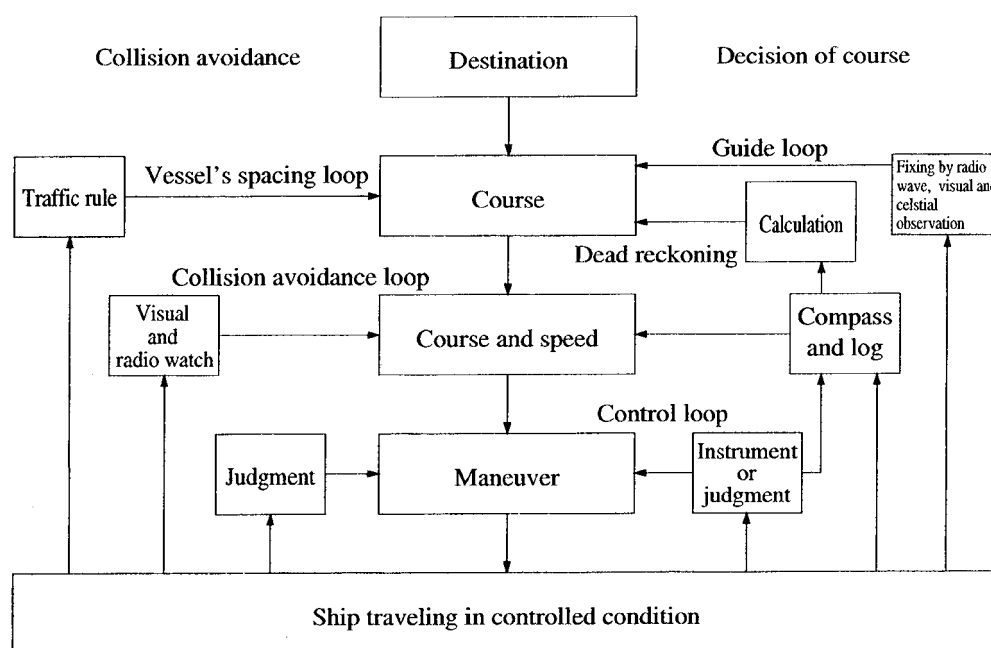 Collision avoidance
Destination
Decision of course
Traffic rule
Vessel's spacing loop
Course
Guide loop
Fixing by radio
wave, visual and
celstial
observation
Calculation
Dead reckoning
Collision avoidance loop
Visual
and
radio watch
Course and speed
Compass
and log
Control loop
Judgment
Maneuver
Instrument
or
judgment
Ship traveling in controlled condition